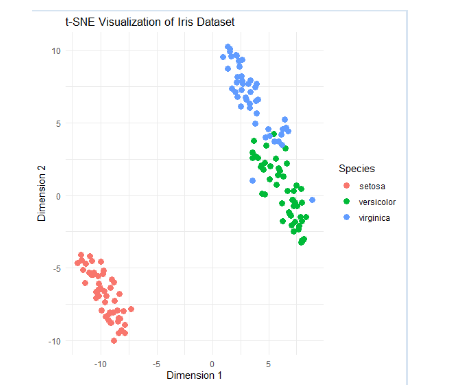 t-SNE Visualization of Iris Dataset
10
5
0
-5
-10
Dimension 2
-10
-5
0
5
Dimension 1
Species
setosa
versicolor
virginica